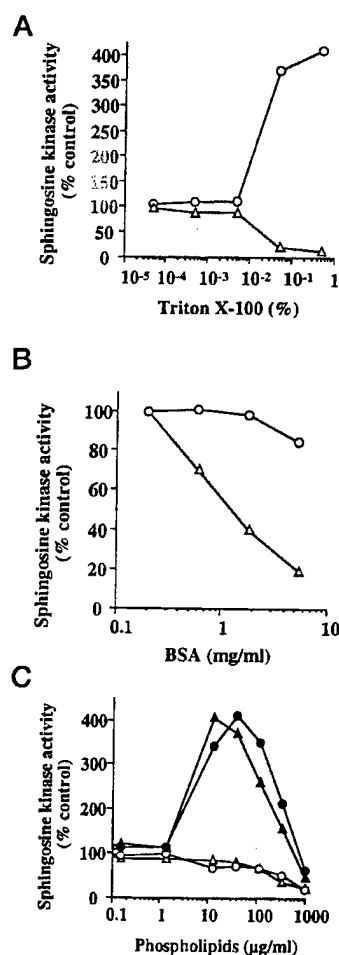 A
Sphingosine kinase activity
(% control)
400
350
300
250
200
150
100
50
0
10-5 10-4 10-3 10-2 10-1 1
Triton X-100 (%)
B
Sphingosine kinase activity
(% control)
100
80
60
40
20
0
0.1 1 10
BSA (mg/ml)
C
Sphingosine kinase activity
(% control)
400
300
200
100
0
0.1 1 10 100 1000
Phospholipids (µg/ml)